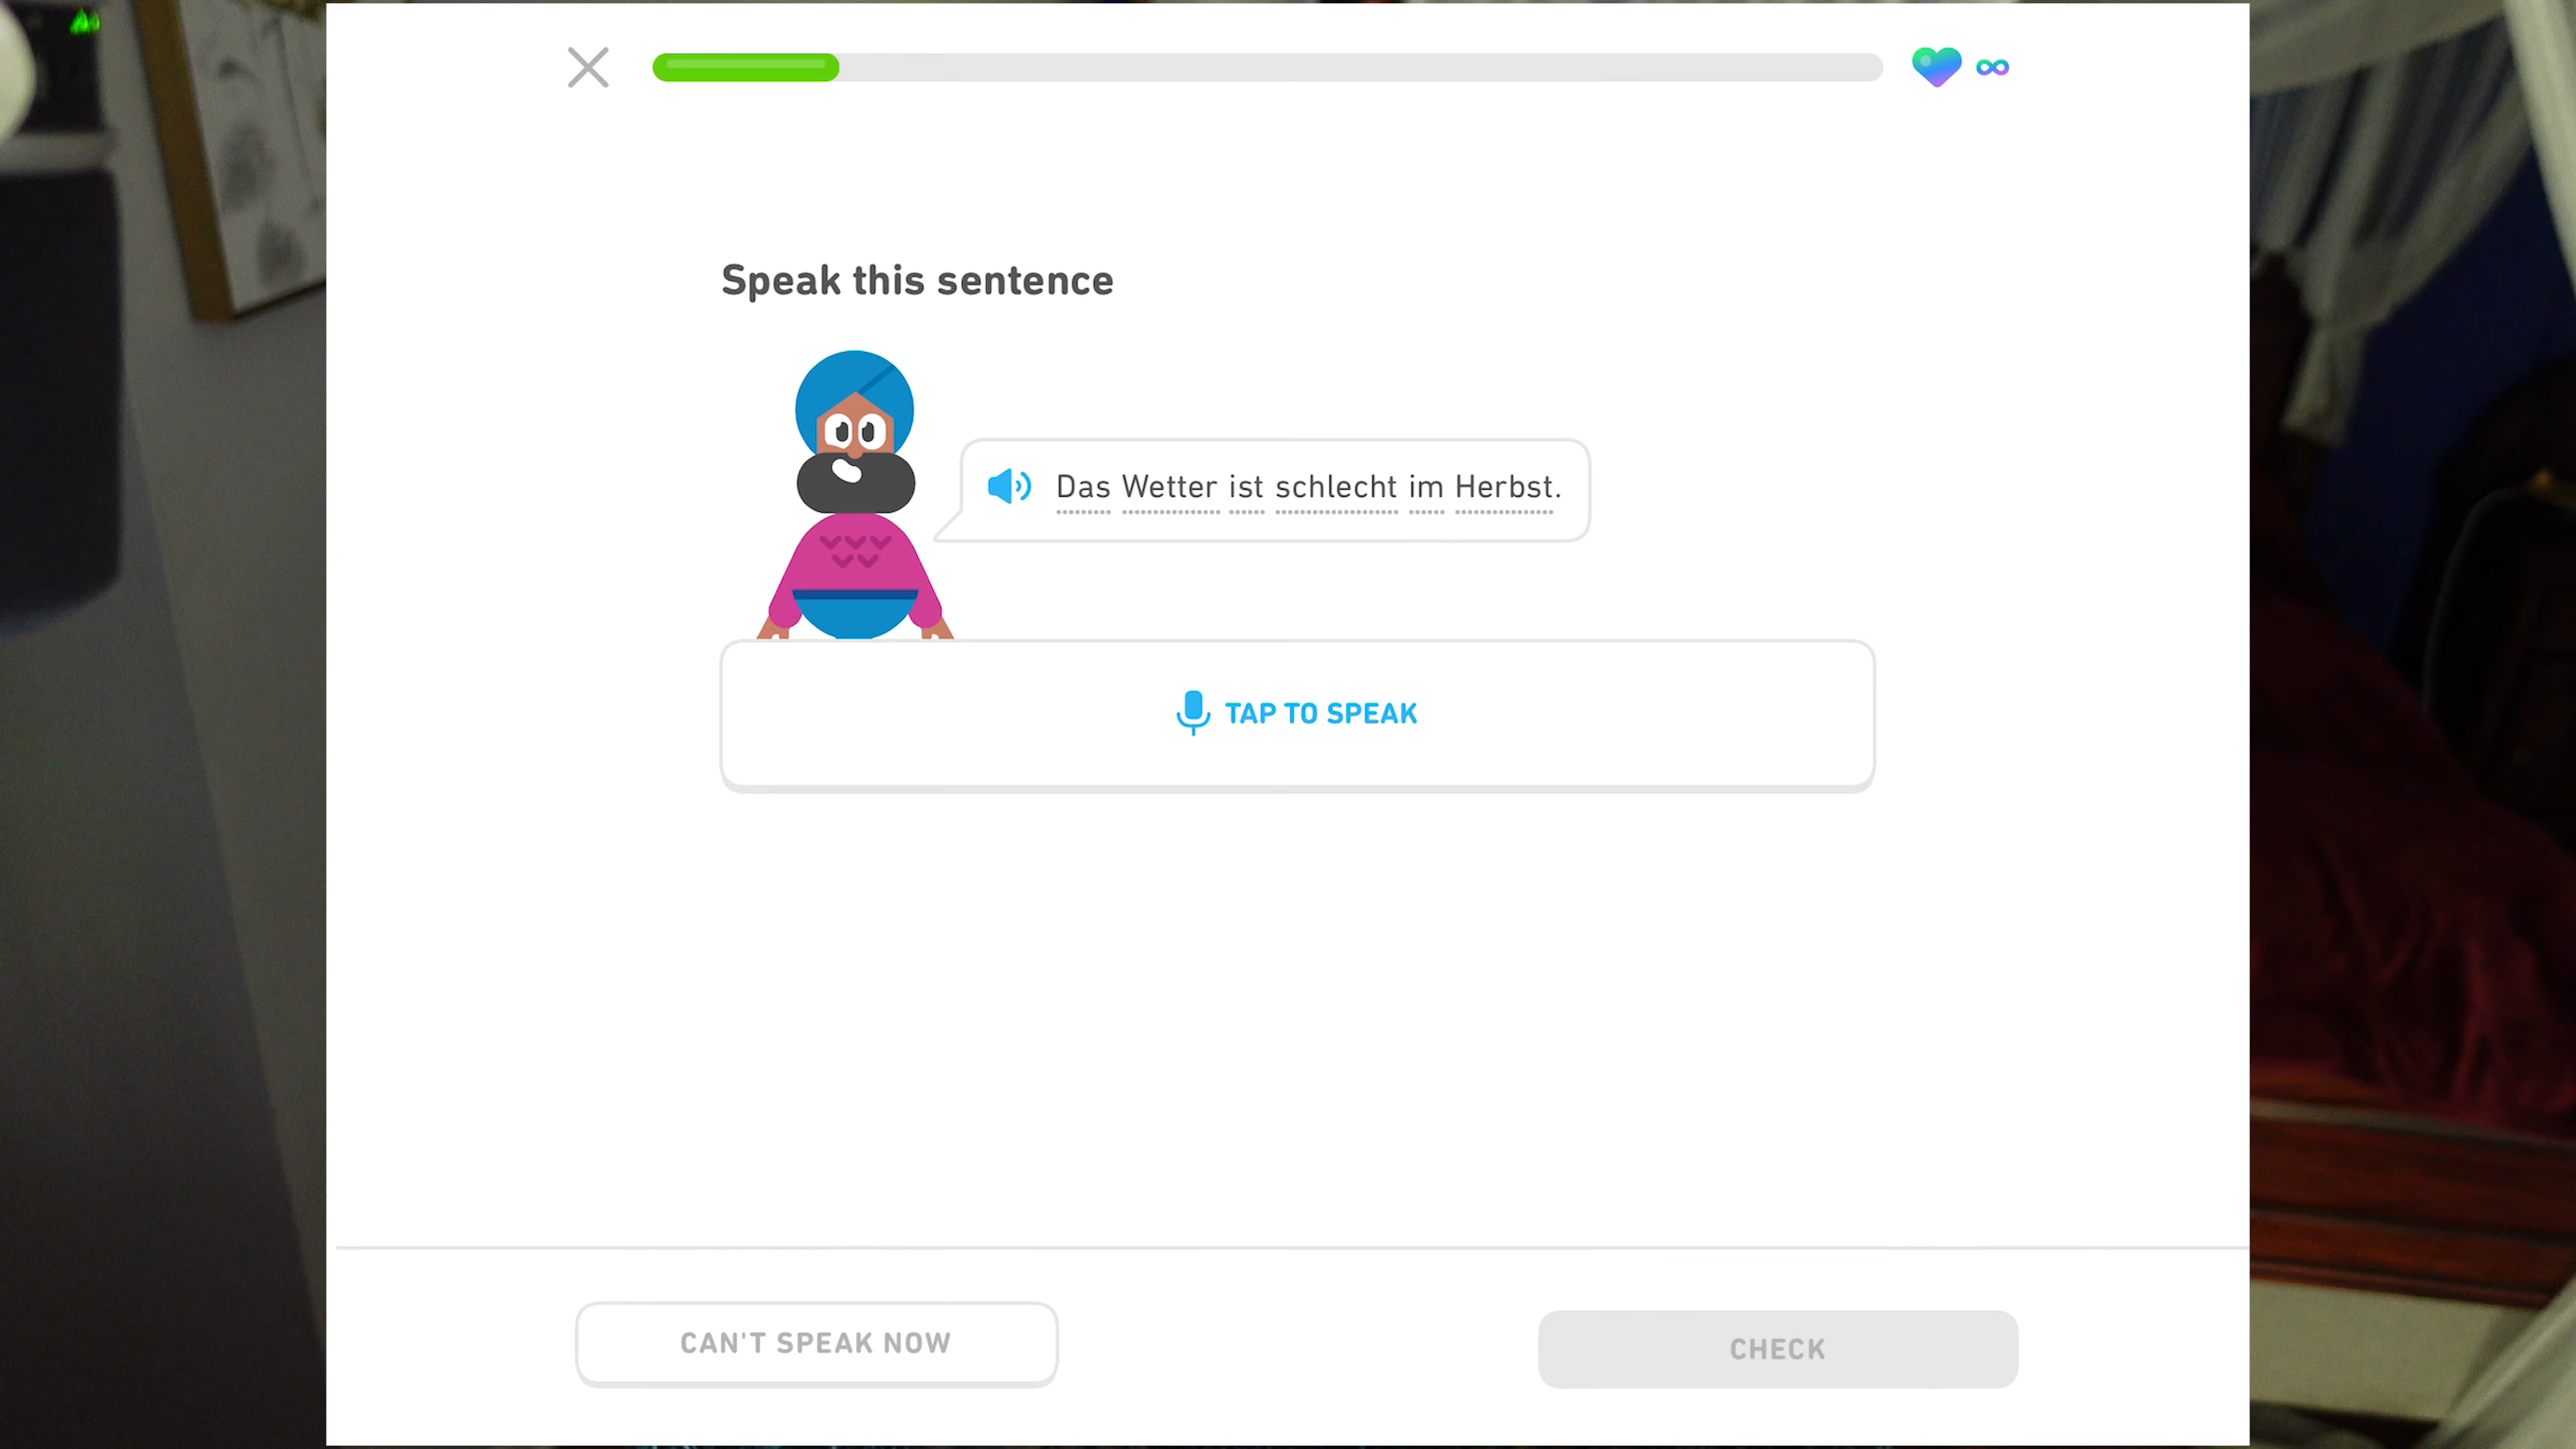 Speak this sentence
Das Wetter ist schlecht im Herbst.
TAP TO SPEAK
CAN'T SPEAK NOW
CHECK